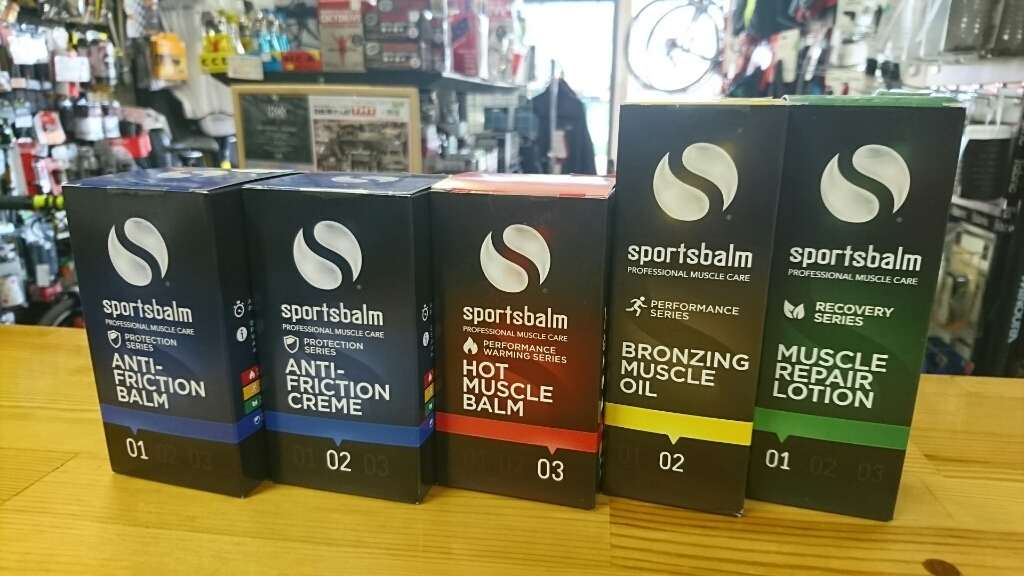 sportsbalm
PROFESSIONAL MUSCLE CARE
PROTECTION
SERIES
ANTI-
FRICTION
BALM
01 02 03
sportsbalm
PROFESSIONAL MUSCLE CARE
PROTECTION
SERIES
ANTI-
FRICTION
CREME
01 02 03
sportsbalm
PROFESSIONAL MUSCLE CARE
PERFORMANCE
WARMING SERIES
HOT
MUSCLE
BALM
01 02 03
sportsbalm
PROFESSIONAL MUSCLE CARE
PERFORMANCE
SERIES
BRONZING
MUSCLE
OIL
01 02
sportsbalm
PROFESSIONAL MUSCLE CARE
RECOVERY
SERIES
MUSCLE
REPAIR
LOTION
01 02 03